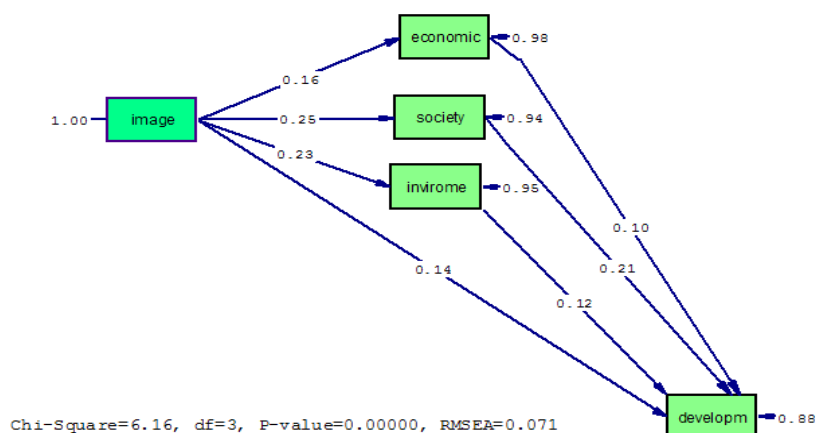 economic
0.98
0.16
1.00
image
0.25
society
0.94
0.23
invirome
0.95
0.10
0.14
0.21
0.12
developm
0.88
Chi-Square=6.16, df=3, P-value=0.00000, RMSEA=0.071